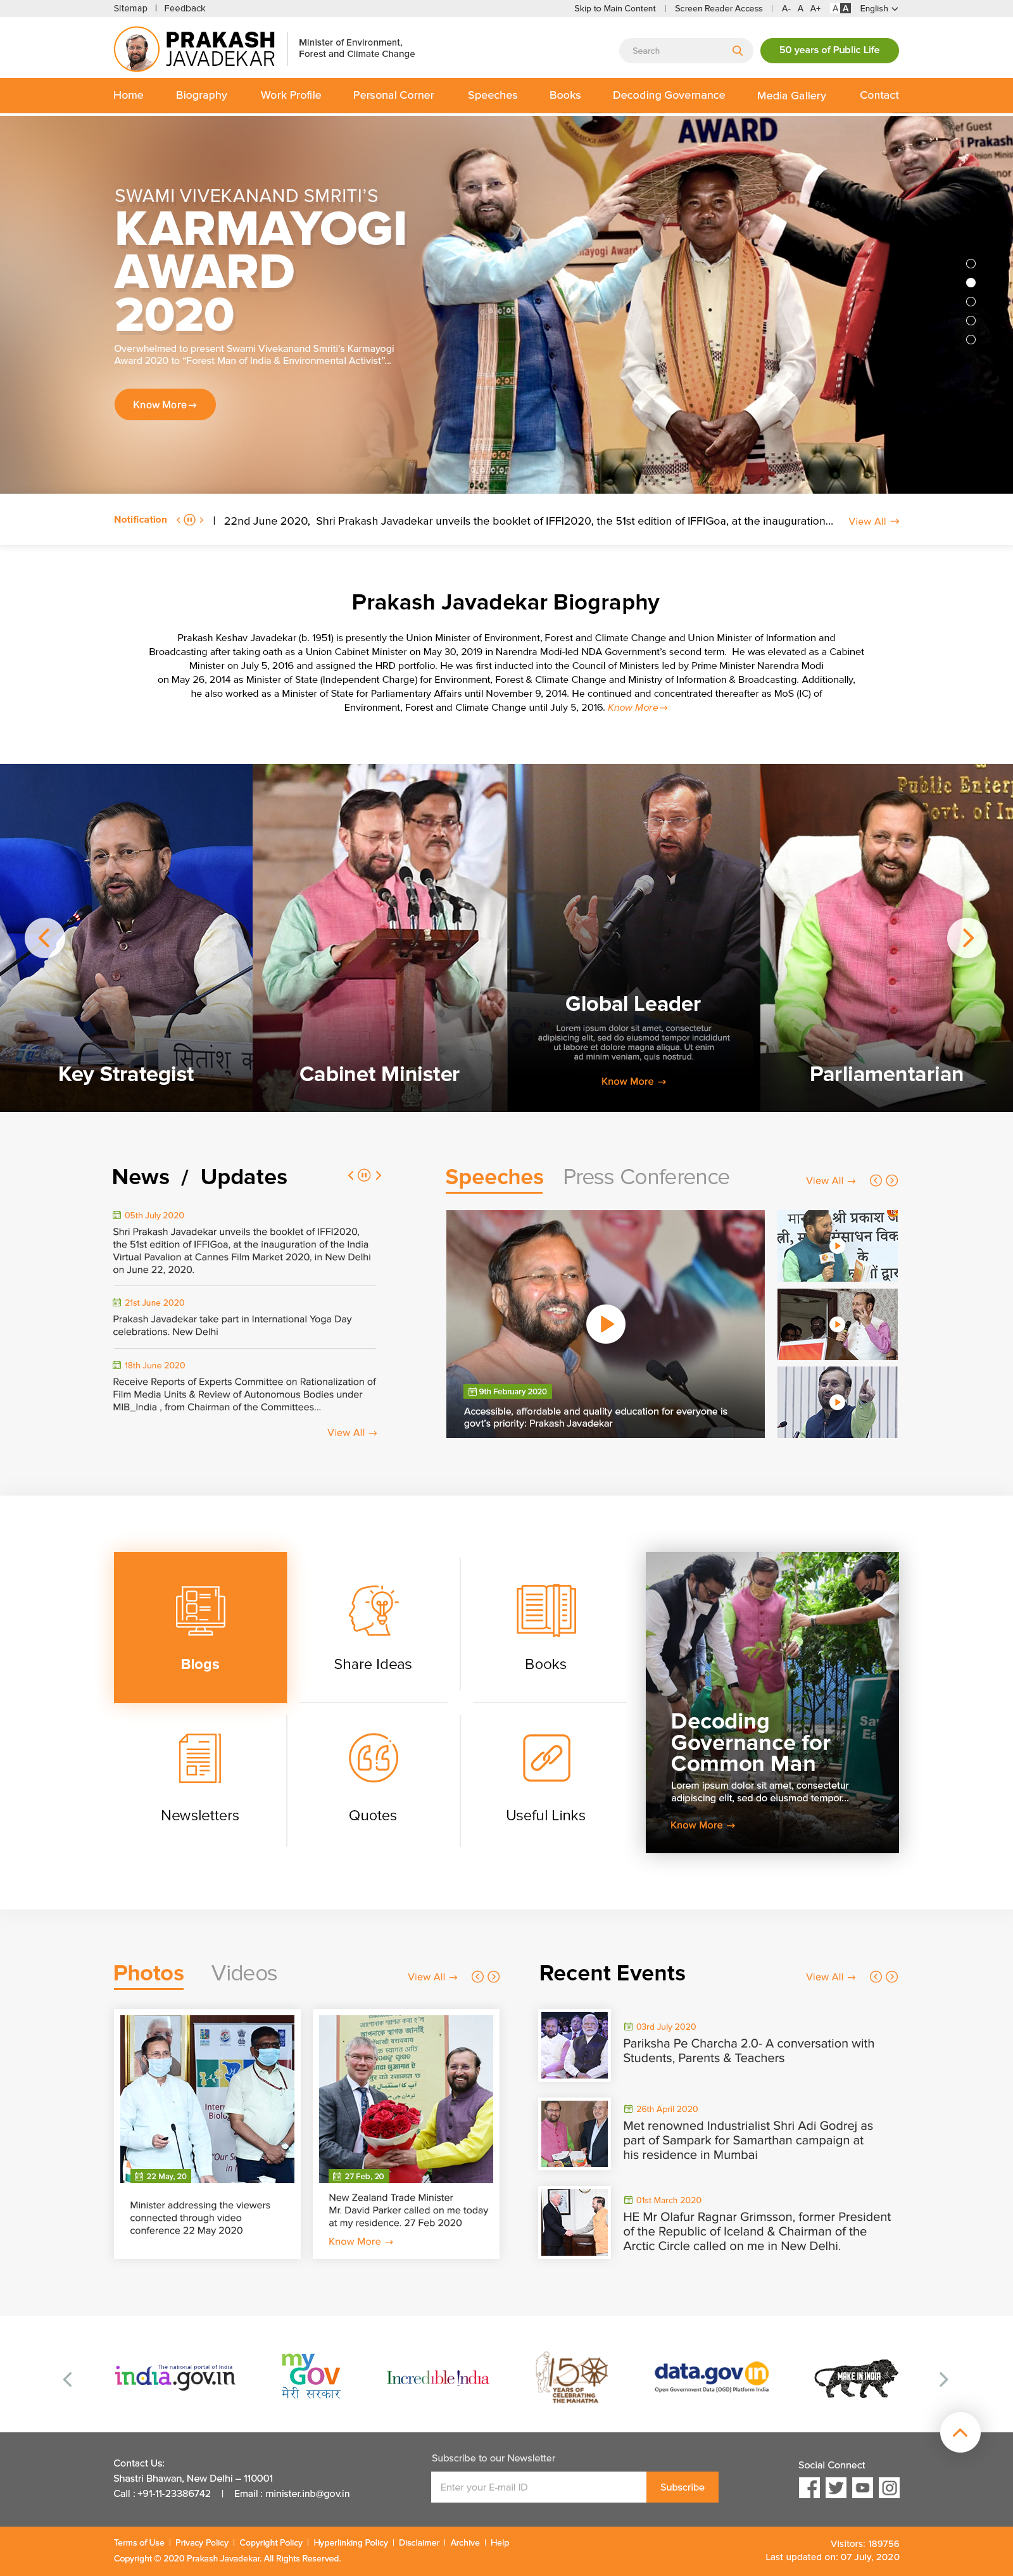 Sitemap | Feedback
Skip to Main Content | Screen Reader Access | A- A A+ A A English
PRAKASH
JAVADEKAR
Minister of Environment,
Forest and Climate Change
Search
50 years of Public Life
Home Biography Work Profile Personal Corner Speeches Books Decoding Governance Media Gallery Contact
AWARD
SWAMI VIVEKANAND SMRITI'S
KARMAYOGI
AWARD
2020
Overwhelmed to present Swami Vivekanand Smriti's Karmayogi
Award 2020 to "Forest Man of India & Environmental Activist"...
Know More→
Notification | 22nd June 2020, Shri Prakash Javadekar unveils the booklet of IFFI2020, the 51st edition of IFFIGoa, at the inauguration... View All →
Prakash Javadekar Biography
Prakash Keshav Javadekar (b. 1951) is presently the Union Minister of Environment, Forest and Climate Change and Union Minister of Information and
Broadcasting after taking oath as a Union Cabinet Minister on May 30, 2019 in Narendra Modi-led NDA Government's second term. He was elevated as a Cabinet
Minister on July 5, 2016 and assigned the HRD portfolio. He was first inducted into the Council of Ministers led by Prime Minister Narendra Modi
on May 26, 2014 as Minister of State (Independent Charge) for Environment, Forest & Climate Change and Ministry of Information & Broadcasting. Additionally,
he also worked as a Minister of State for Parliamentary Affairs until November 9, 2014. He continued and concentrated thereafter as MoS (IC) of
Environment, Forest and Climate Change until July 5, 2016. Know More→
Key Strategist
Cabinet Minister
Global Leader
Lorem ipsum dolor sit amet, consectetur
adipisicing elit, sed do eiusmod tempor incididunt
ut labore et dolore magna aliqua. Ut enim
ad minim veniam, quis nostrud.
Know More →
Parliamentarian
News / Updates
05th July 2020
Shri Prakash Javadekar unveils the booklet of IFFI2020,
the 51st edition of IFFIGoa, at the inauguration of the India
Virtual Pavalion at Cannes Film Market 2020, in New Delhi
on June 22, 2020.
21st June 2020
Prakash Javadekar take part in International Yoga Day
celebrations. New Delhi
18th June 2020
Receive Reports of Experts Committee on Rationalization of
Film Media Units & Review of Autonomous Bodies under
MIB_India , from Chairman of the Committees...
View All →
Speeches Press Conference View All →
9th February 2020
Accessible, affordable and quality education for everyone is
govt's priority: Prakash Javadekar
Blogs
Share Ideas
Books
Newsletters
Quotes
Useful Links
Decoding
Governance for
Common Man
Lorem ipsum dolor sit amet, consectetur
adipiscing elit, sed do eiusmod tempor...
Know More →
Photos Videos View All →
22 May, 20
Minister addressing the viewers
connected through video
conference 22 May 2020
27 Feb, 20
New Zealand Trade Minister
Mr. David Parker called on me today
at my residence. 27 Feb 2020
Know More →
Recent Events View All →
03rd July 2020
Pariksha Pe Charcha 2.0- A conversation with
Students, Parents & Teachers
26th April 2020
Met renowned Industrialist Shri Adi Godrej as
part of Sampark for Samarthan campaign at
his residence in Mumbai
01st March 2020
HE Mr Olafur Ragnar Grimsson, former President
of the Republic of Iceland & Chairman of the
Arctic Circle called on me in New Delhi.
The national portal of India
india.gov.in
my
GOV
मेरी सरकार
Incredible !ndia
150
YEARS OF
CELEBRATING
THE MAHATMA
data.gov in
Open Government Data (OGD) Platform India
MAKE IN INDIA
Contact Us:
Shastri Bhawan, New Delhi – 110001
Call : +91-11-23386742 | Email : minister.inb@gov.in
Subscribe to our Newsletter
Enter your E-mail ID
Subscribe
Social Connect
Terms of Use | Privacy Policy | Copyright Policy | Hyperlinking Policy | Disclaimer | Archive | Help
Copyright © 2020 Prakash Javadekar. All Rights Reserved.
Visitors: 189756
Last updated on: 07 July, 2020